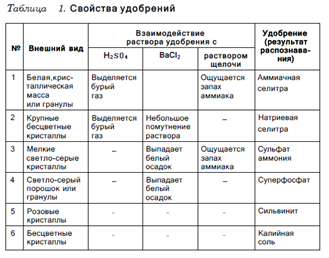 Таблица 1. Свойства удобрений
№
Внешний вид
Взаимодействие
раствора удобрения с
Удобрение
(результат
распознава-
ния)
H₂SO₄
BaCl₂
раствором
щелочи
1
Белая,крис-
таллическая
масса
или гранулы
Выделяется
бурый
газ
Ощущается
запах
аммиака
Аммиачная
селитра
2
Крупные
бесцветные
кристаллы
Выделяется
бурый
газ
Небольшое
помутнение
раствора
–
Натриевая
селитра
3
Мелкие
светло-серые
кристаллы
–
Выпадает
белый
осадок
Ощущается
запах
аммиака
Сульфат
аммония
4
Светло-серый
порошок или
гранулы
–
Выпадает
белый
осадок
–
Суперфосфат
5
Розовые
кристаллы
-
-
-
Сильвинит
6
Бесцветные
кристаллы
-
-
-
Калийная
соль